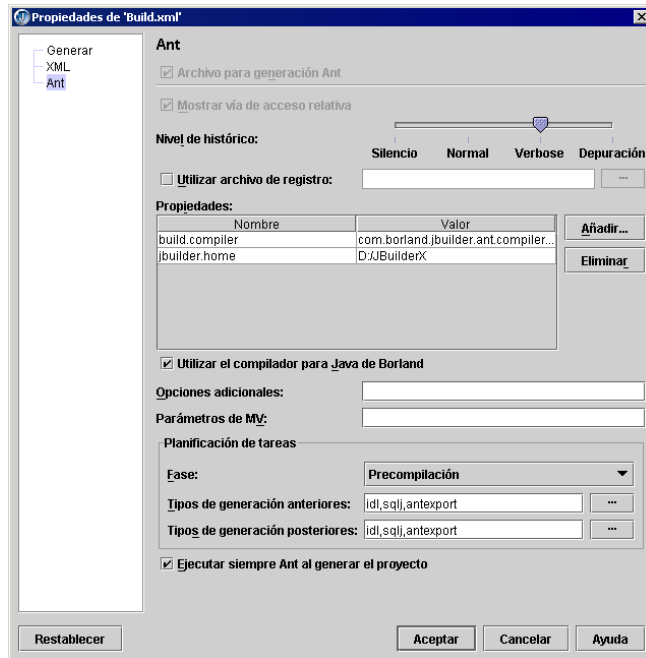 Propiedades de 'Build.xml'
Generar
XML
Ant
Ant
Archivo para generación Ant
Mostrar vía de acceso relativa
Nivel de histórico:
Silencio Normal Verbose Depuración
Utilizar archivo de registro: ...
Propiedades:
Nombre Valor
build.compiler com.borland.jbuilder.ant.compiler...
jbuilder.home D:/JBuilderX
Añadir...
Eliminar
Utilizar el compilador para Java de Borland
Opciones adicionales:
Parámetros de MV:
Planificación de tareas
Fase: Precompilación
Tipos de generación anteriores: idl,sqlj,antexport ...
Tipos de generación posteriores: idl,sqlj,antexport ...
Ejecutar siempre Ant al generar el proyecto
Restablecer Aceptar Cancelar Ayuda